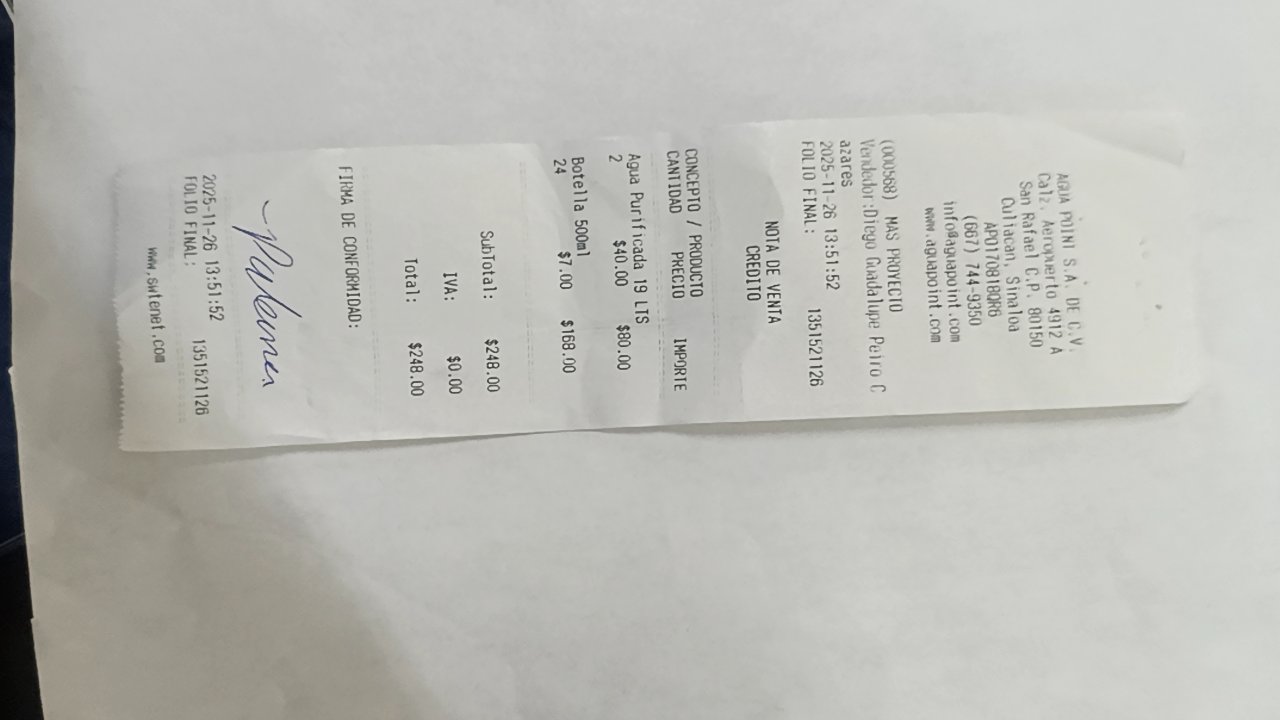 AGUA POINT S.A. DE C.V.
Calz. Aeropuerto 4912 A
San Rafael C.P. 80150
Culiacan, Sinaloa
APO170818QR6
(667) 744-9350
info@aguapoint.com
www.aguapoint.com
(000568) MAS PROYECTO
Vendedor:Diego Guadalupe Peiro C
azares
2025-11-26 13:51:52
FOLIO FINAL: 1351521126
NOTA DE VENTA
CREDITO
CONCEPTO / PRODUCTO
CANTIDAD PRECIO IMPORTE
Agua Purificada 19 LTS
2 $40.00 $80.00
Botella 500ml
24 $7.00 $168.00
SubTotal: $248.00
IVA: $0.00
Total: $248.00
FIRMA DE CONFORMIDAD:
2025-11-26 13:51:52
FOLIO FINAL: 1351521126
www.swtenet.com